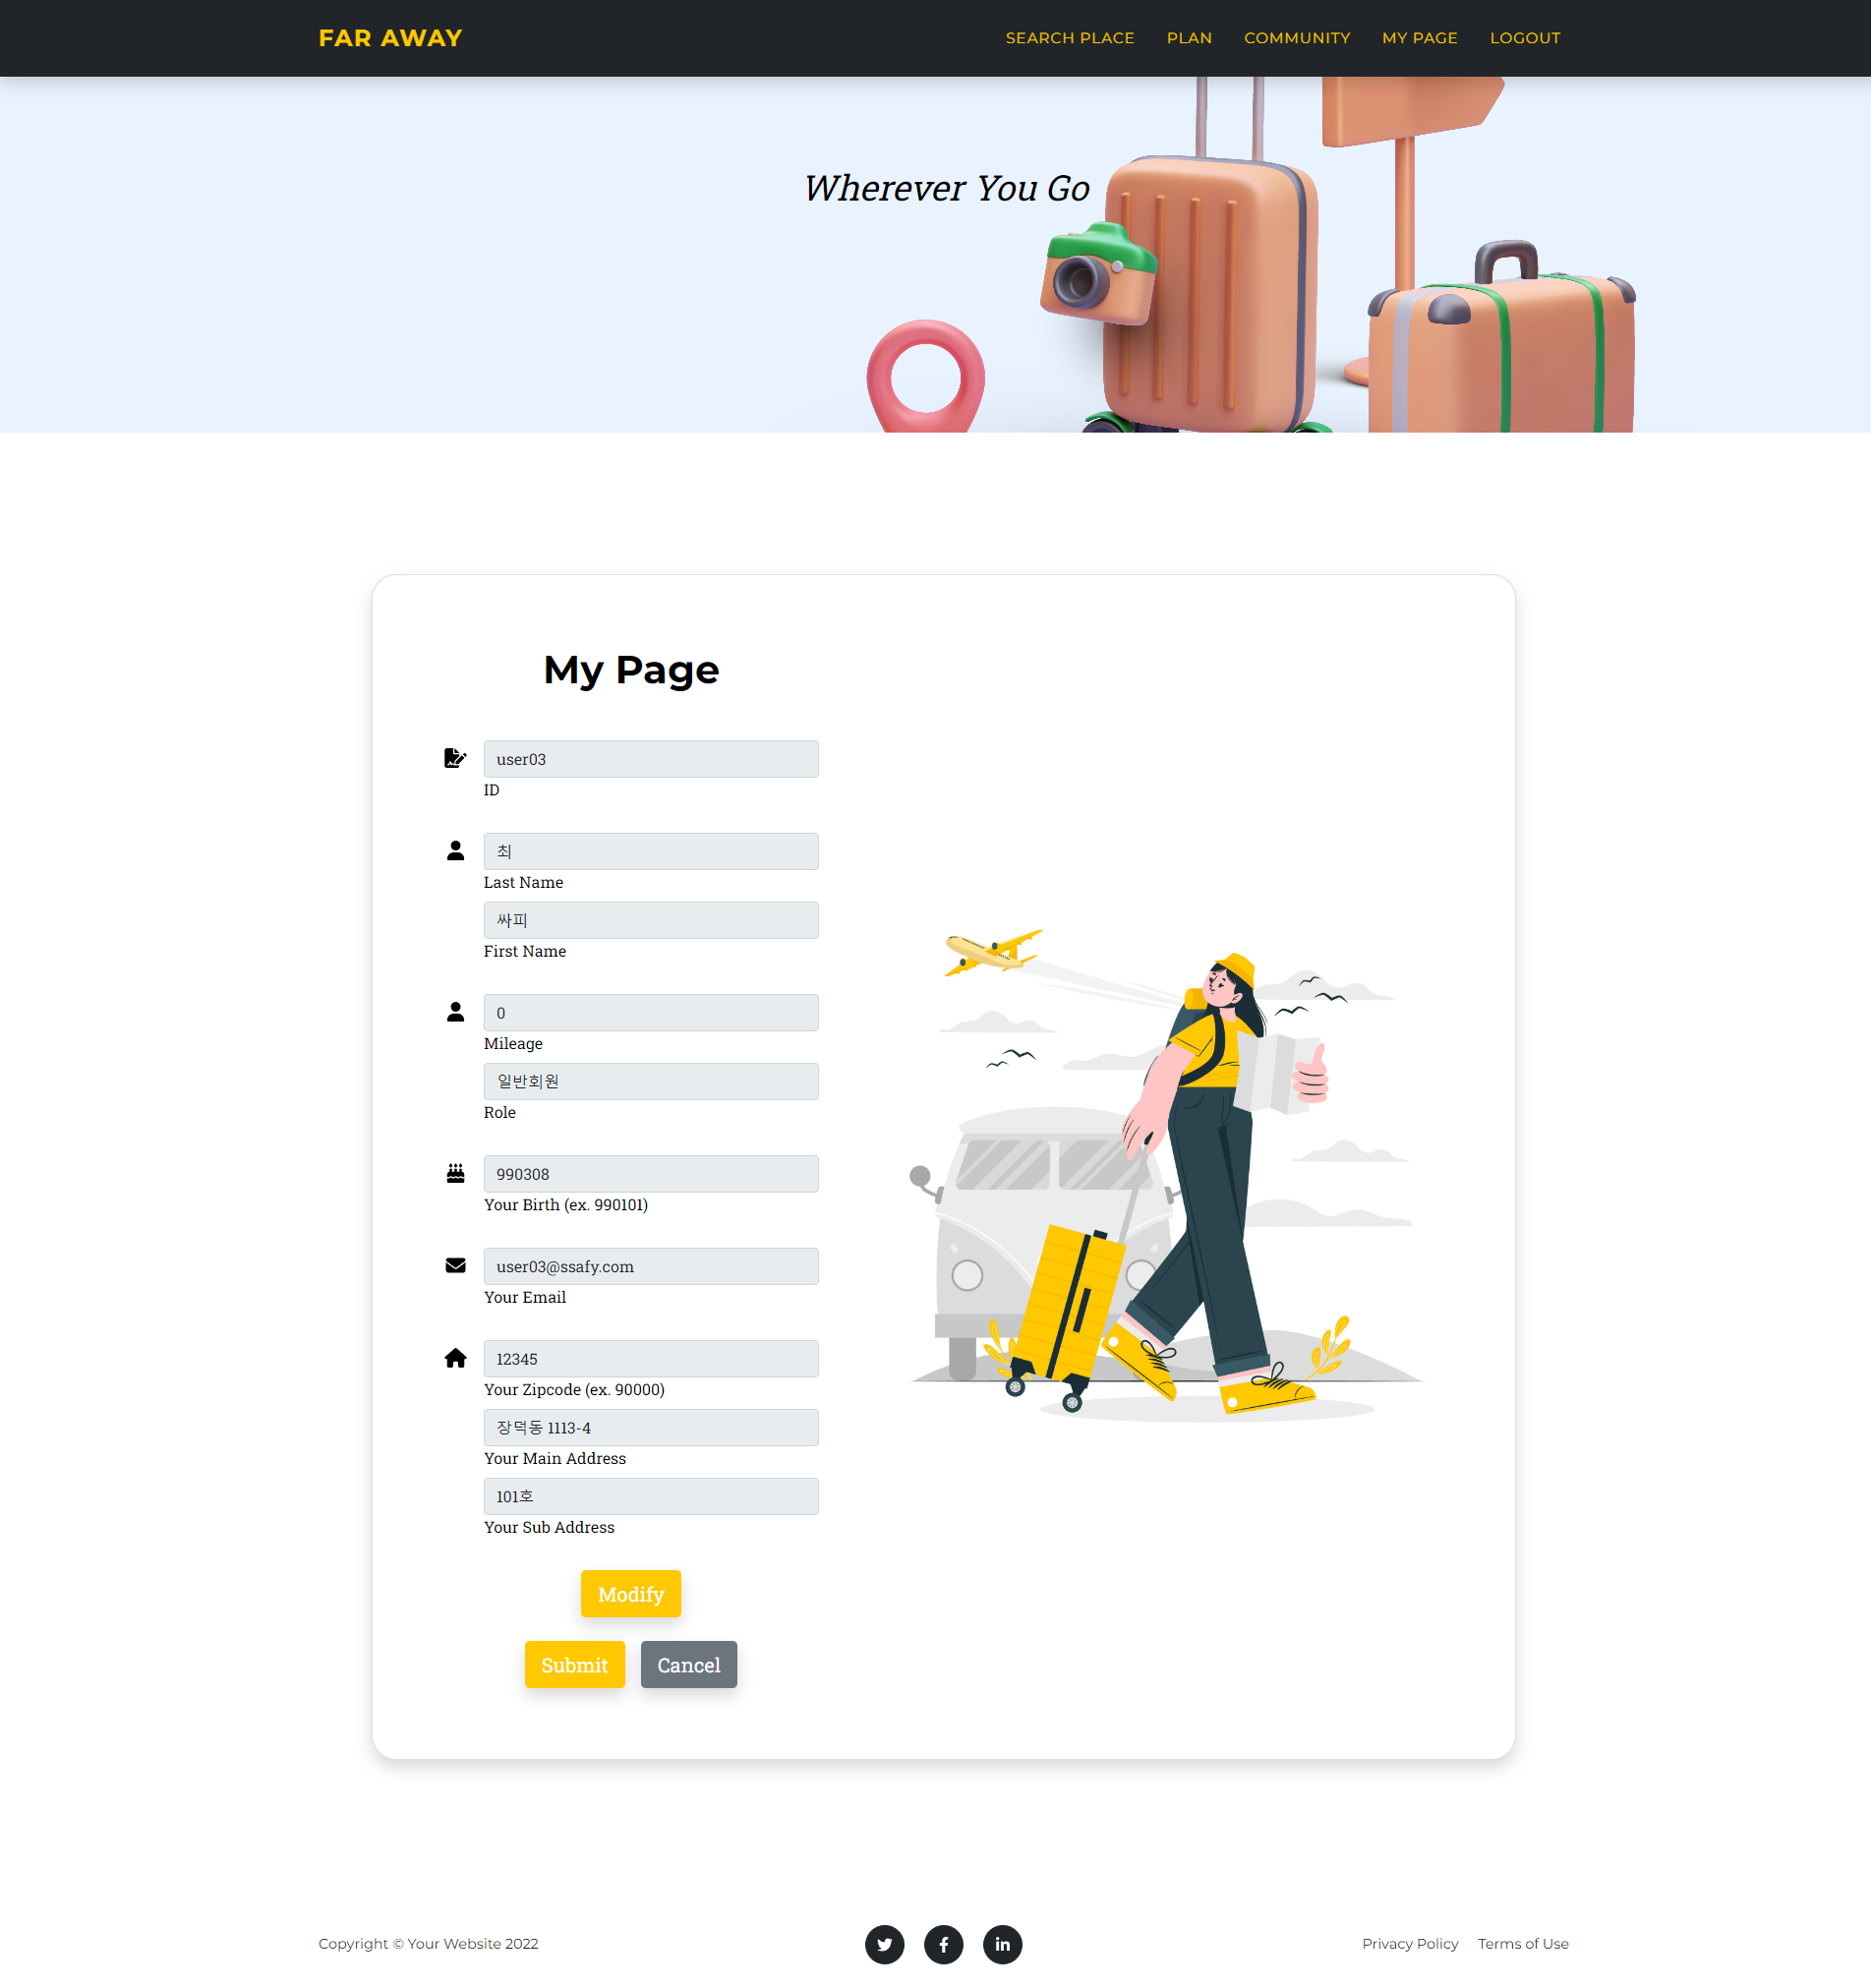 FAR AWAY
SEARCH PLACE PLAN COMMUNITY MY PAGE LOGOUT
Wherever You Go
My Page
user03
ID
최
Last Name
싸피
First Name
0
Mileage
일반회원
Role
990308
Your Birth (ex. 990101)
user03@ssafy.com
Your Email
12345
Your Zipcode (ex. 90000)
장덕동 1113-4
Your Main Address
101호
Your Sub Address
Modify
Submit Cancel
Copyright © Your Website 2022
Privacy Policy Terms of Use